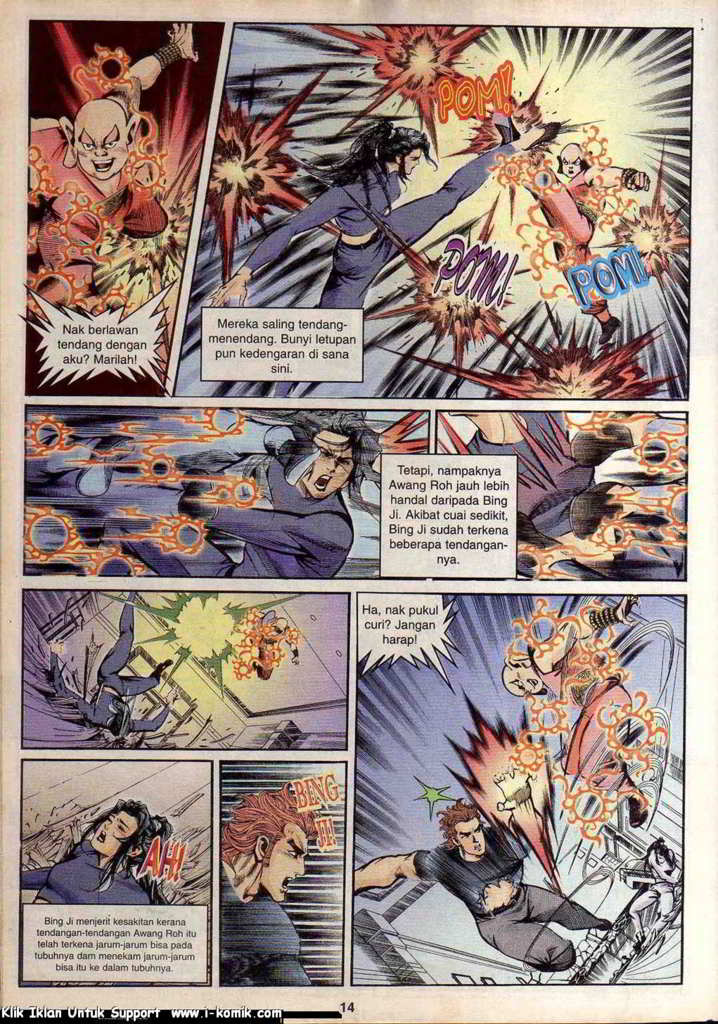 Nak berlawan
tendang dengan
aku? Marilah!
POM!
POM!
POM!
Mereka saling tendang-
menendang. Bunyi letupan
pun kedengaran di sana
sini.
Tetapi, nampaknya
Awang Roh jauh lebih
handal daripada Bing
Ji. Akibat cuai sedikit,
Bing Ji sudah terkena
beberapa tendangan-
nya.
Ha, nak pukul
curi? Jangan
harap!
AH!
Bing Ji menjerit kesakitan kerana
tendangan-tendangan Awang Roh itu
telah terkena jarum-jarum bisa pada
tubuhnya dam menekam jarum-jarum
bisa itu ke dalam tubuhnya.
BING
JI!
14
Klik Iklan Untuk Support www.i-komik.com